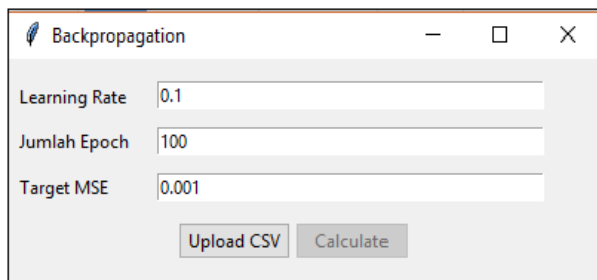 Backpropagation
Learning Rate 0.1
Jumlah Epoch 100
Target MSE 0.001
Upload CSV Calculate